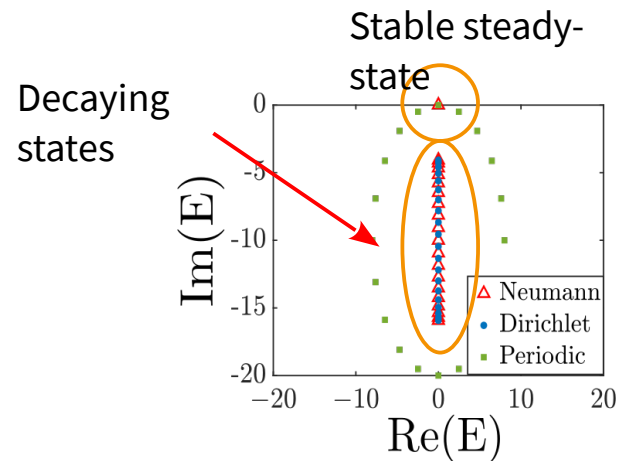 Stable steady-
state
Decaying
states
0
-5
-10
-15
-20
Im(E)
−20
−10
0
10
20
Re(E)
Neumann
Dirichlet
Periodic